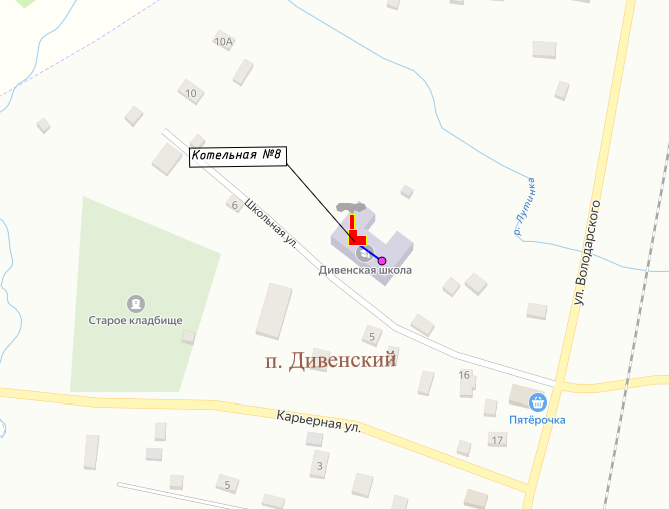 10А
10
Котельная №8
6
Школьная ул.
р. Лутинка
ул. Володарского
Дивенская школа
Старое кладбище
5
п. Дивенский
16
Карьерная ул.
Пятёрочка
17
3
5